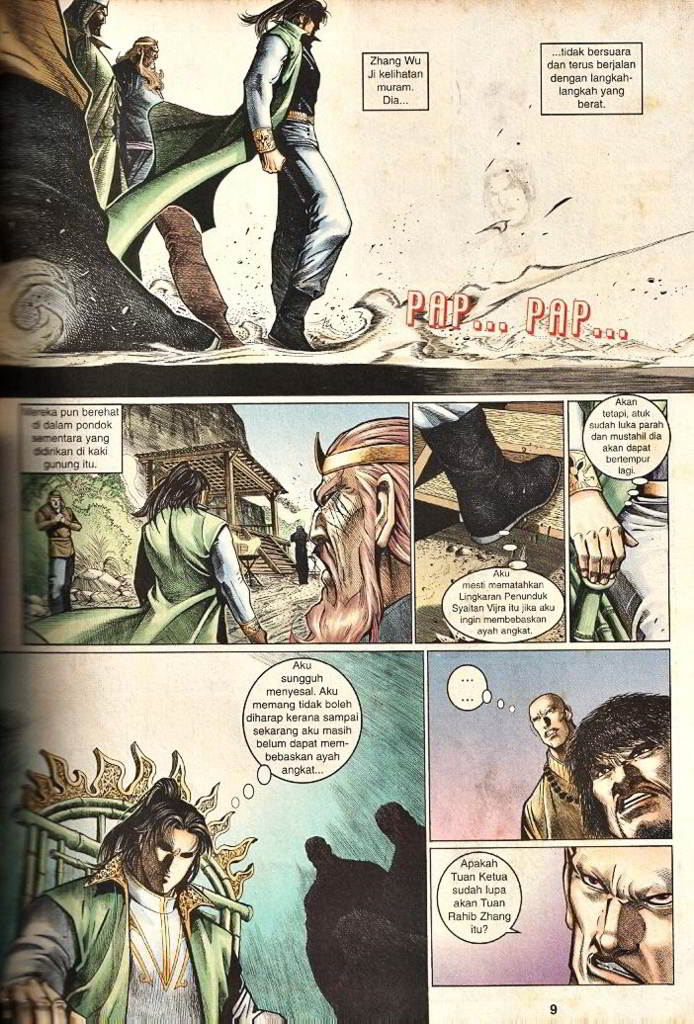 Zhang Wu
Ji kelihatan
muram.
Dia...
...tidak bersuara
dan terus berjalan
dengan langkah-
langkah yang
berat.
PAP... PAP...
Mereka pun berehat
di dalam pondok
sementara yang
didirikan di kaki
gunung itu.
Aku
mesti mematahkan
Lingkaran Penunduk
Syaitan Vijra itu jika aku
ingin membebaskan
ayah angkat.
Akan
tetapi, atuk
sudah luka parah
dan mustahil dia
akan dapat
bertempur
lagi.
Aku
sungguh
menyesal. Aku
memang tidak boleh
diharap kerana sampai
sekarang aku masih
belum dapat mem-
bebaskan ayah
angkat...
...
...
Apakah
Tuan Ketua
sudah lupa
akan Tuan
Rahib Zhang
itu?
9